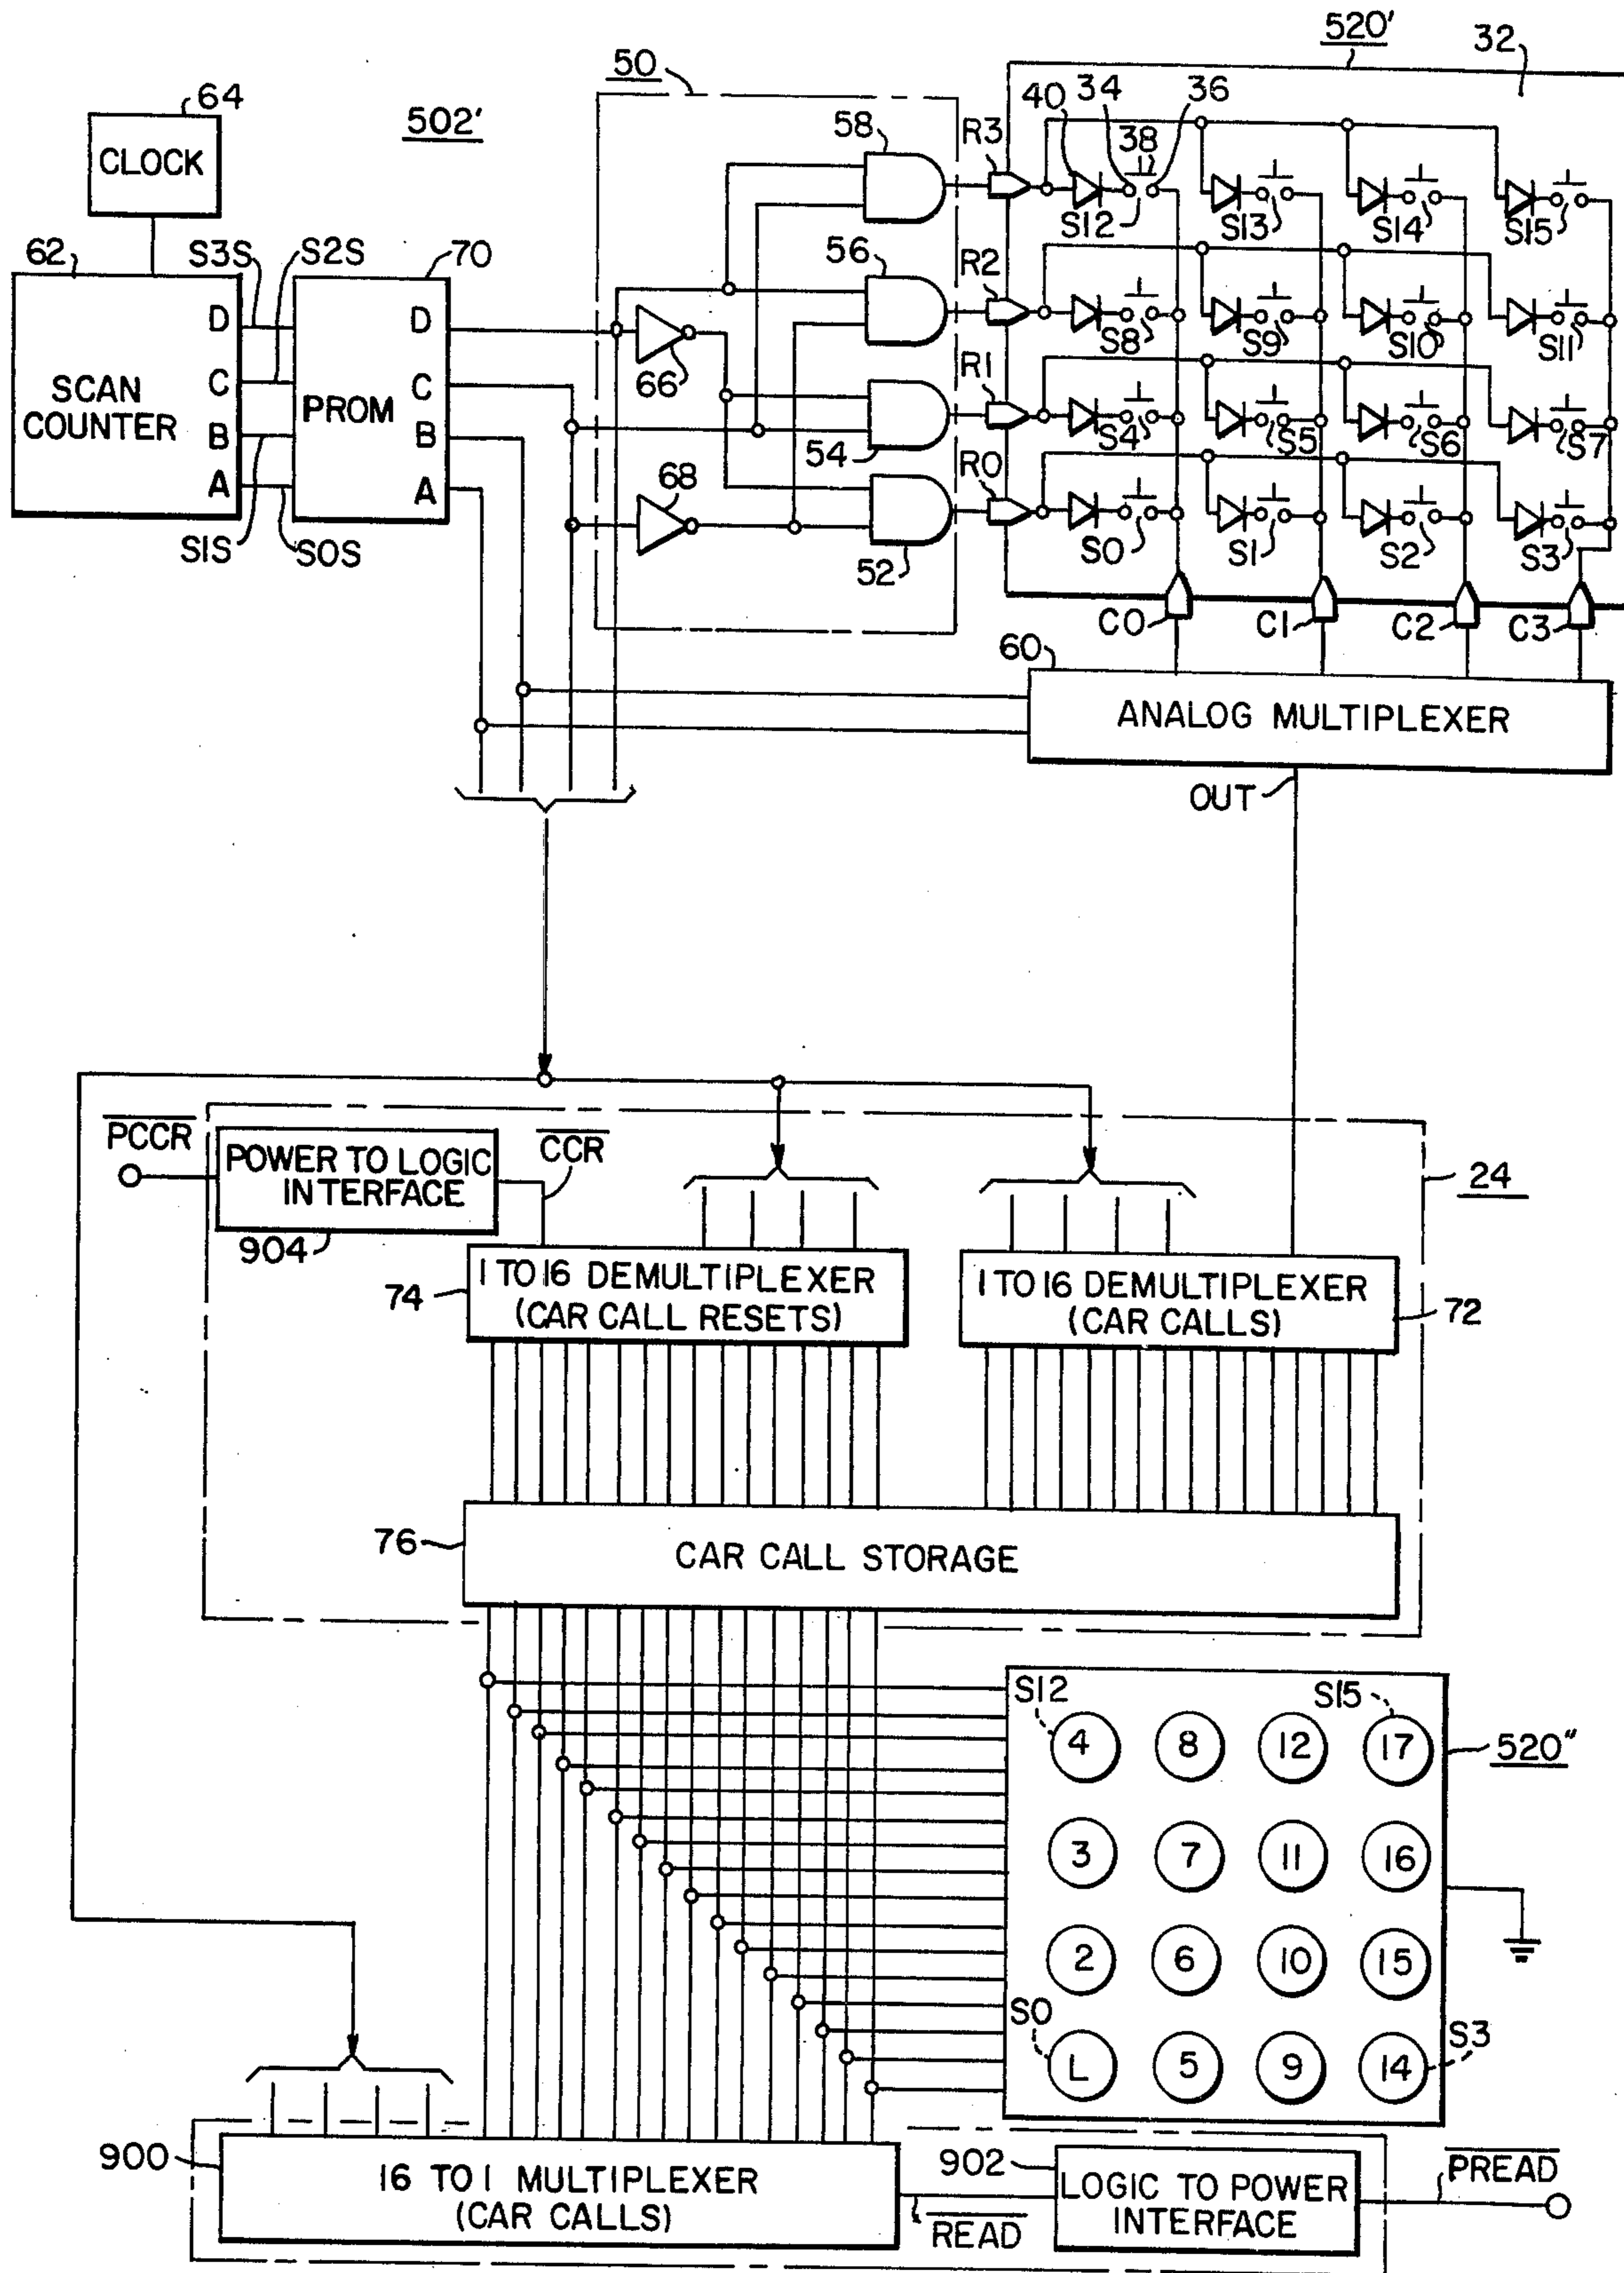 520'
32
64
502'
50
CLOCK
58
R3
40 34 36
38
S12
S13
S14
S15
62
S3S
S2S
70
56
R2
D
C
B
A
SCAN
COUNTER
PROM
D
C
B
A
66
S8
S9
S10
S11
R1
54
S4
S5
S6
S7
S1S
S0S
68
R0
52
S0
S1
S2
S3
C0
C1
C2
C3
60
ANALOG MULTIPLEXER
OUT
PCCR
POWER TO LOGIC
INTERFACE
904
CCR
24
74
1 TO 16 DEMULTIPLEXER
(CAR CALL RESETS)
1 TO 16 DEMULTIPLEXER
(CAR CALLS)
72
76
CAR CALL STORAGE
S12
S15
4 8 12 17
520"
3 7 11 16
2 6 10 15
S0
S3
L 5 9 14
900
16 TO 1 MULTIPLEXER
(CAR CALLS)
READ
902
LOGIC TO POWER
INTERFACE
PREAD